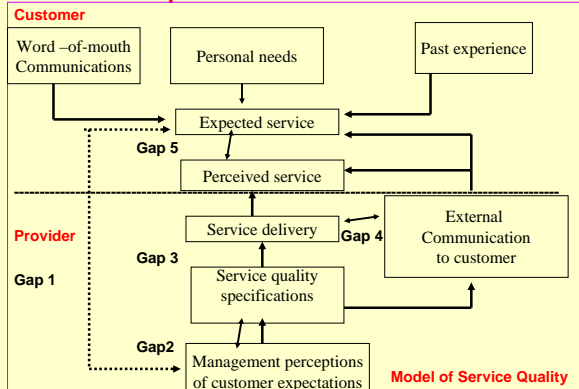 Customer
Word –of-mouth
Communications
Personal needs
Past experience
Expected service
Gap 5
Perceived service
Provider
Service delivery
Gap 4
External
Communication
to customer
Gap 3
Gap 1
Service quality
specifications
Gap2
Management perceptions
of customer expectations
Model of Service Quality